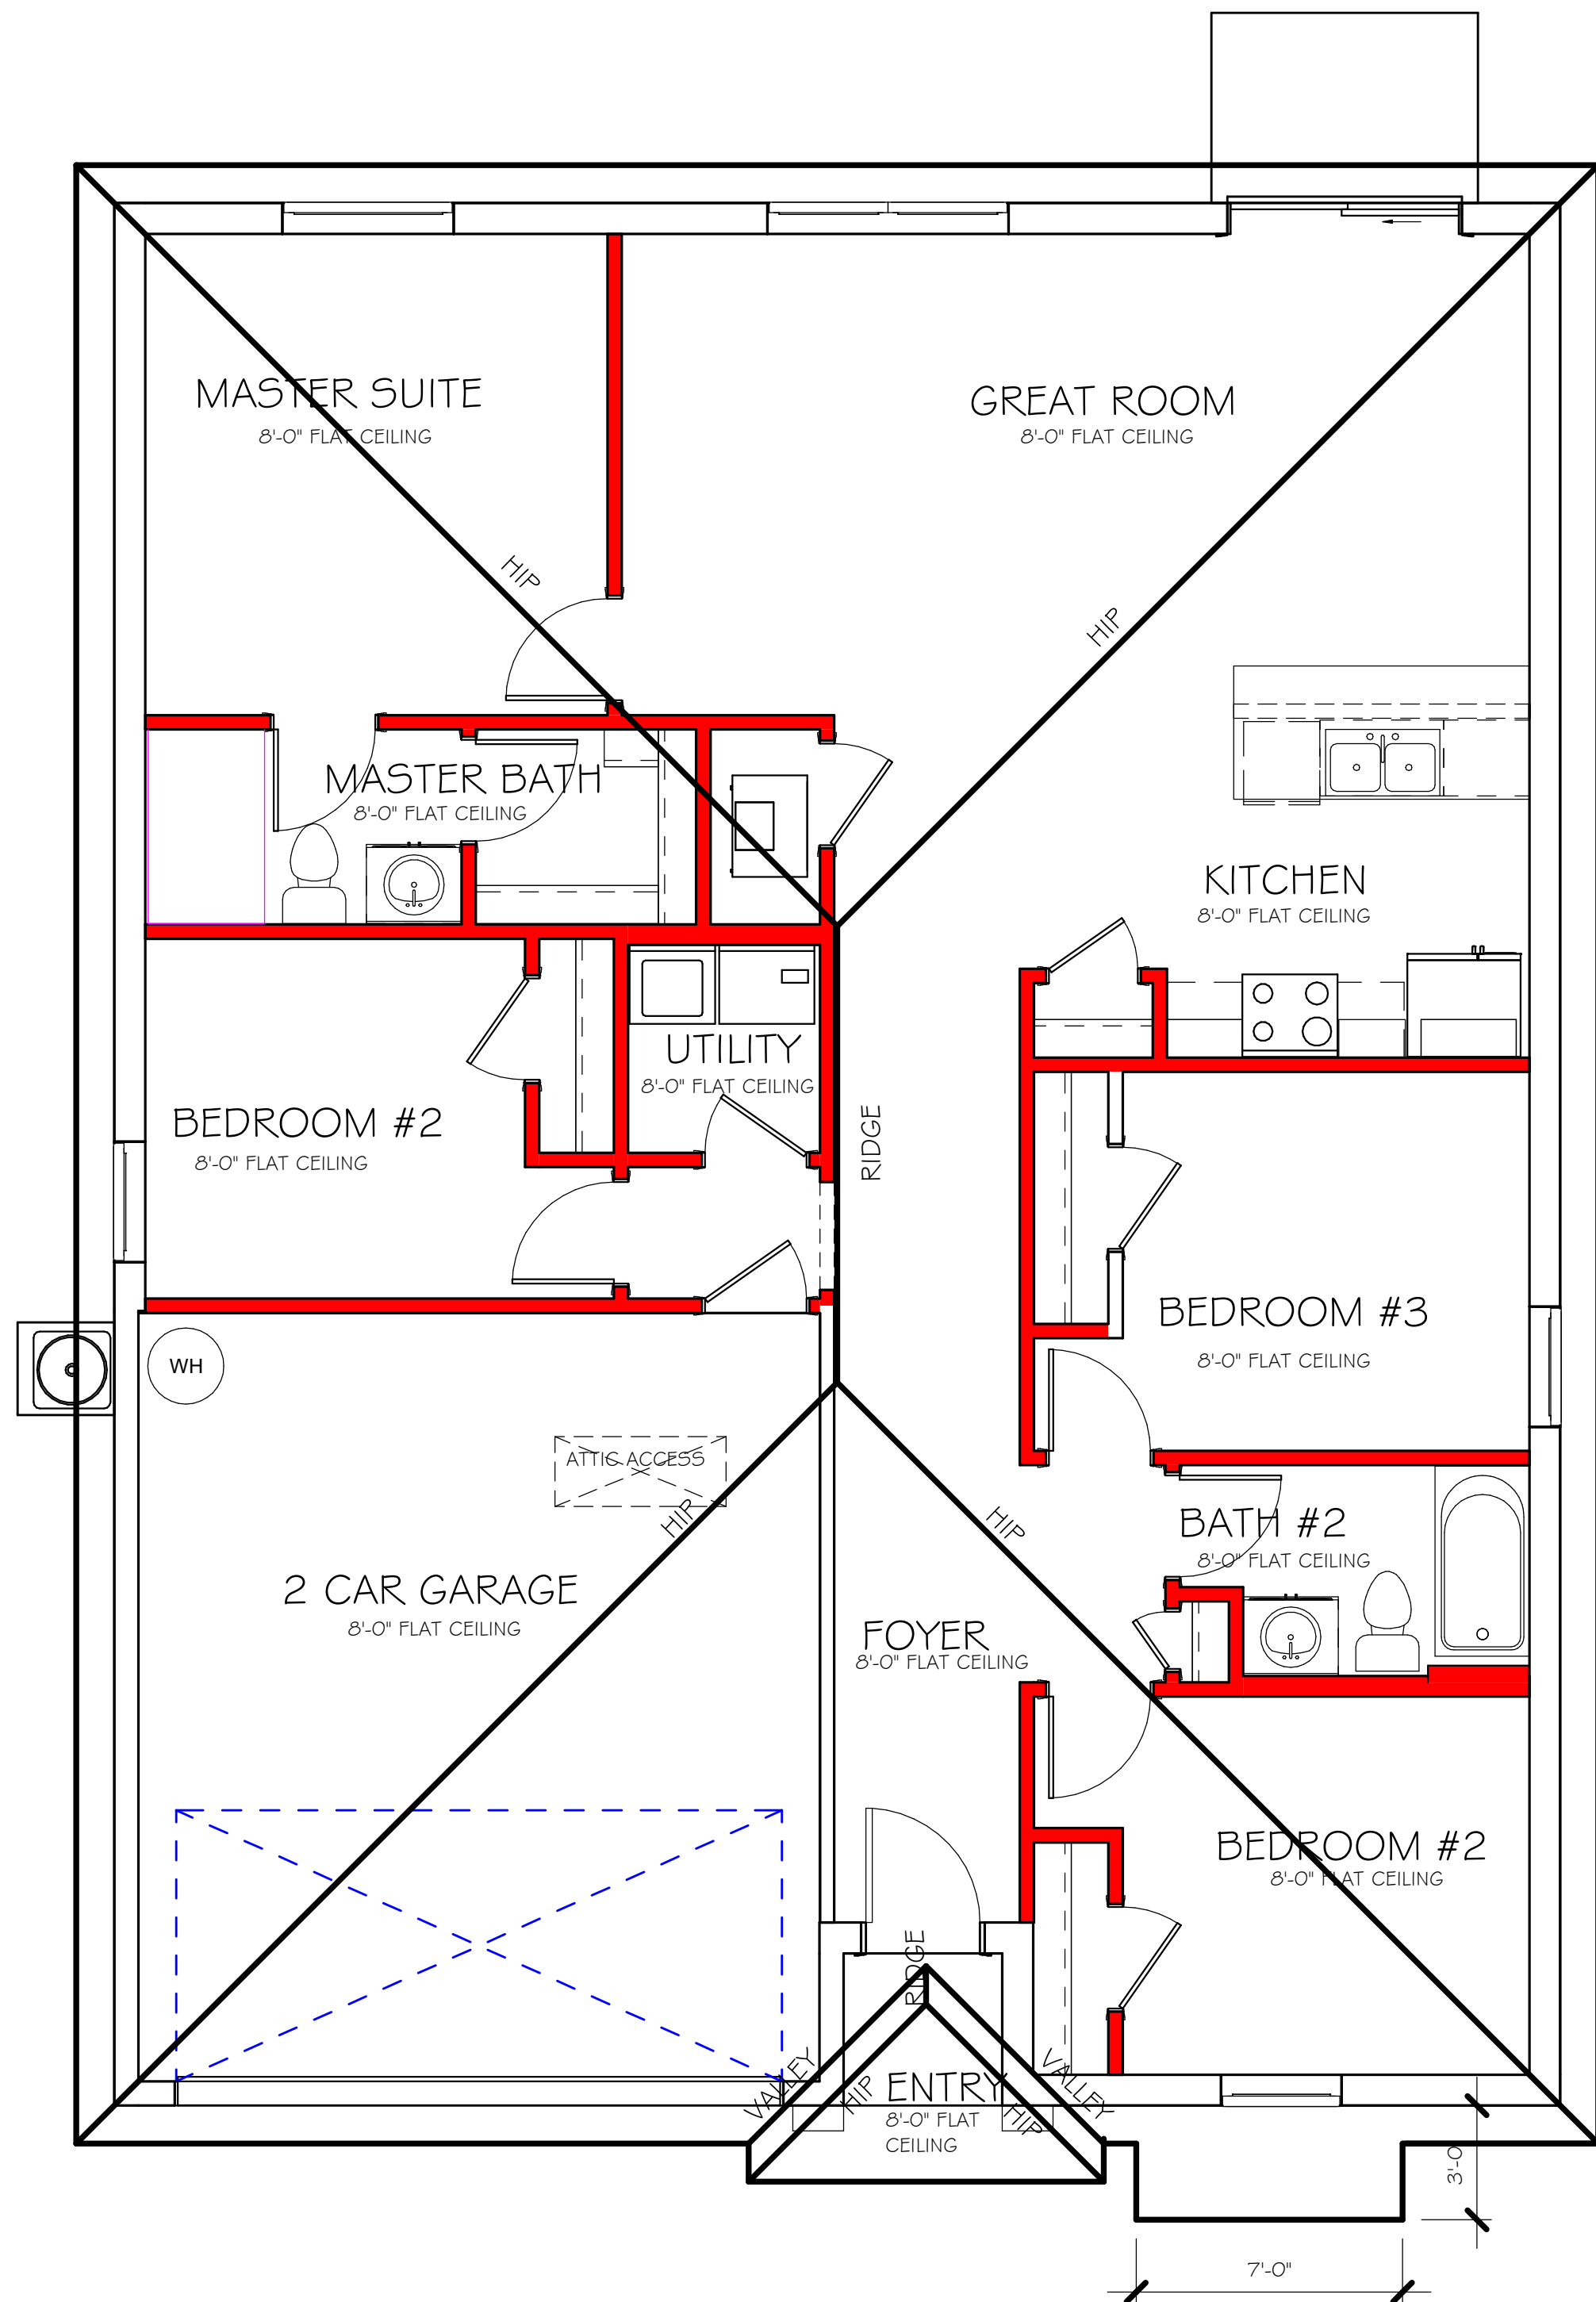 MASTER SUITE
8'-0" FLAT CEILING
GREAT ROOM
8'-0" FLAT CEILING
HIP
HIP
MASTER BATH
8'-0" FLAT CEILING
KITCHEN
8'-0" FLAT CEILING
UTILITY
8'-0" FLAT CEILING
BEDROOM #2
8'-0" FLAT CEILING
RIDGE
BEDROOM #3
8'-0" FLAT CEILING
WH
ATTIC ACCESS
HIP
HIP
BATH #2
8'-0" FLAT CEILING
2 CAR GARAGE
8'-0" FLAT CEILING
FOYER
8'-0" FLAT CEILING
BEDROOM #2
8'-0" FLAT CEILING
RIDGE
VALLEY
HIP
ENTRY
8'-0" FLAT
CEILING
HIP
VALLEY
3'-0
7'-0"